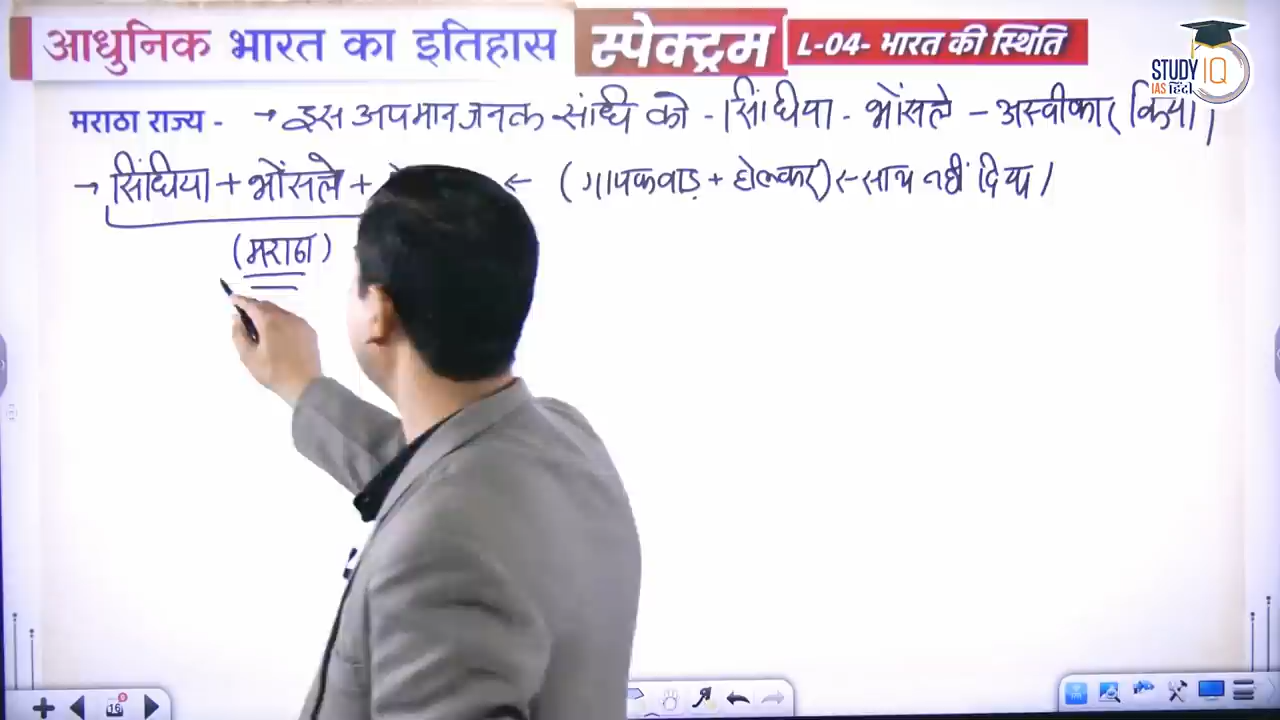 आधुनिक भारत का इतिहास स्पेक्ट्रम L-04- भारत की स्थिति
STUDY IQ
IAS हिंदी
मराठा राज्य - → इस अपमानजनक संधि को - सिंधिया - भोंसले - अस्वीकार किया।
→ सिंधिया + भोंसले + ← (गायकवाड़ + होल्कर) ← साथ नहीं दिया।
(मराठा)
16